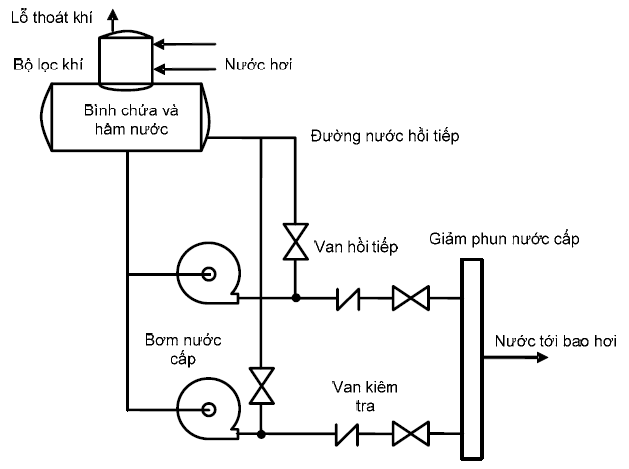 Lỗ thoát khí
Bộ lọc khí
Nước hơi
Bình chứa và
hâm nước
Đường nước hồi tiếp
Van hồi tiếp
Giảm phun nước cấp
Bơm nước
cấp
Nước tới bao hơi
Van kiêm
tra